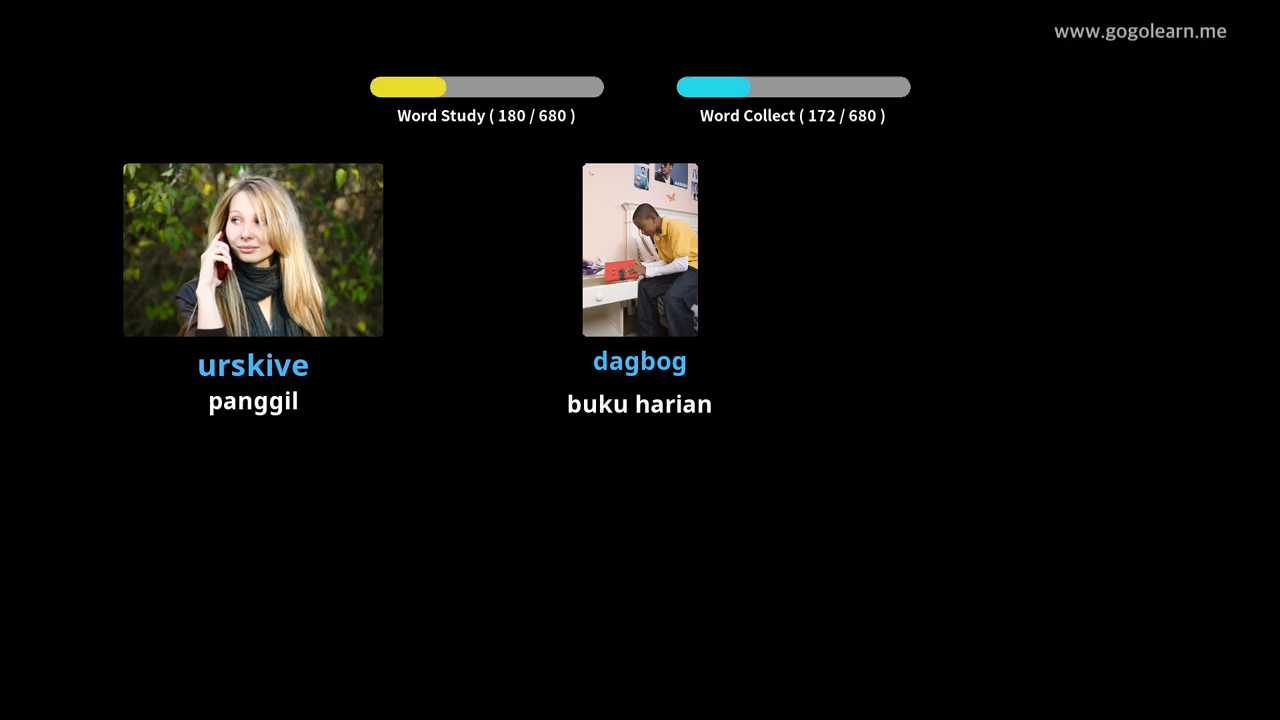 www.gogolearn.me
Word Study ( 180 / 680 )
Word Collect ( 172 / 680 )
urskive
panggil
dagbog
buku harian